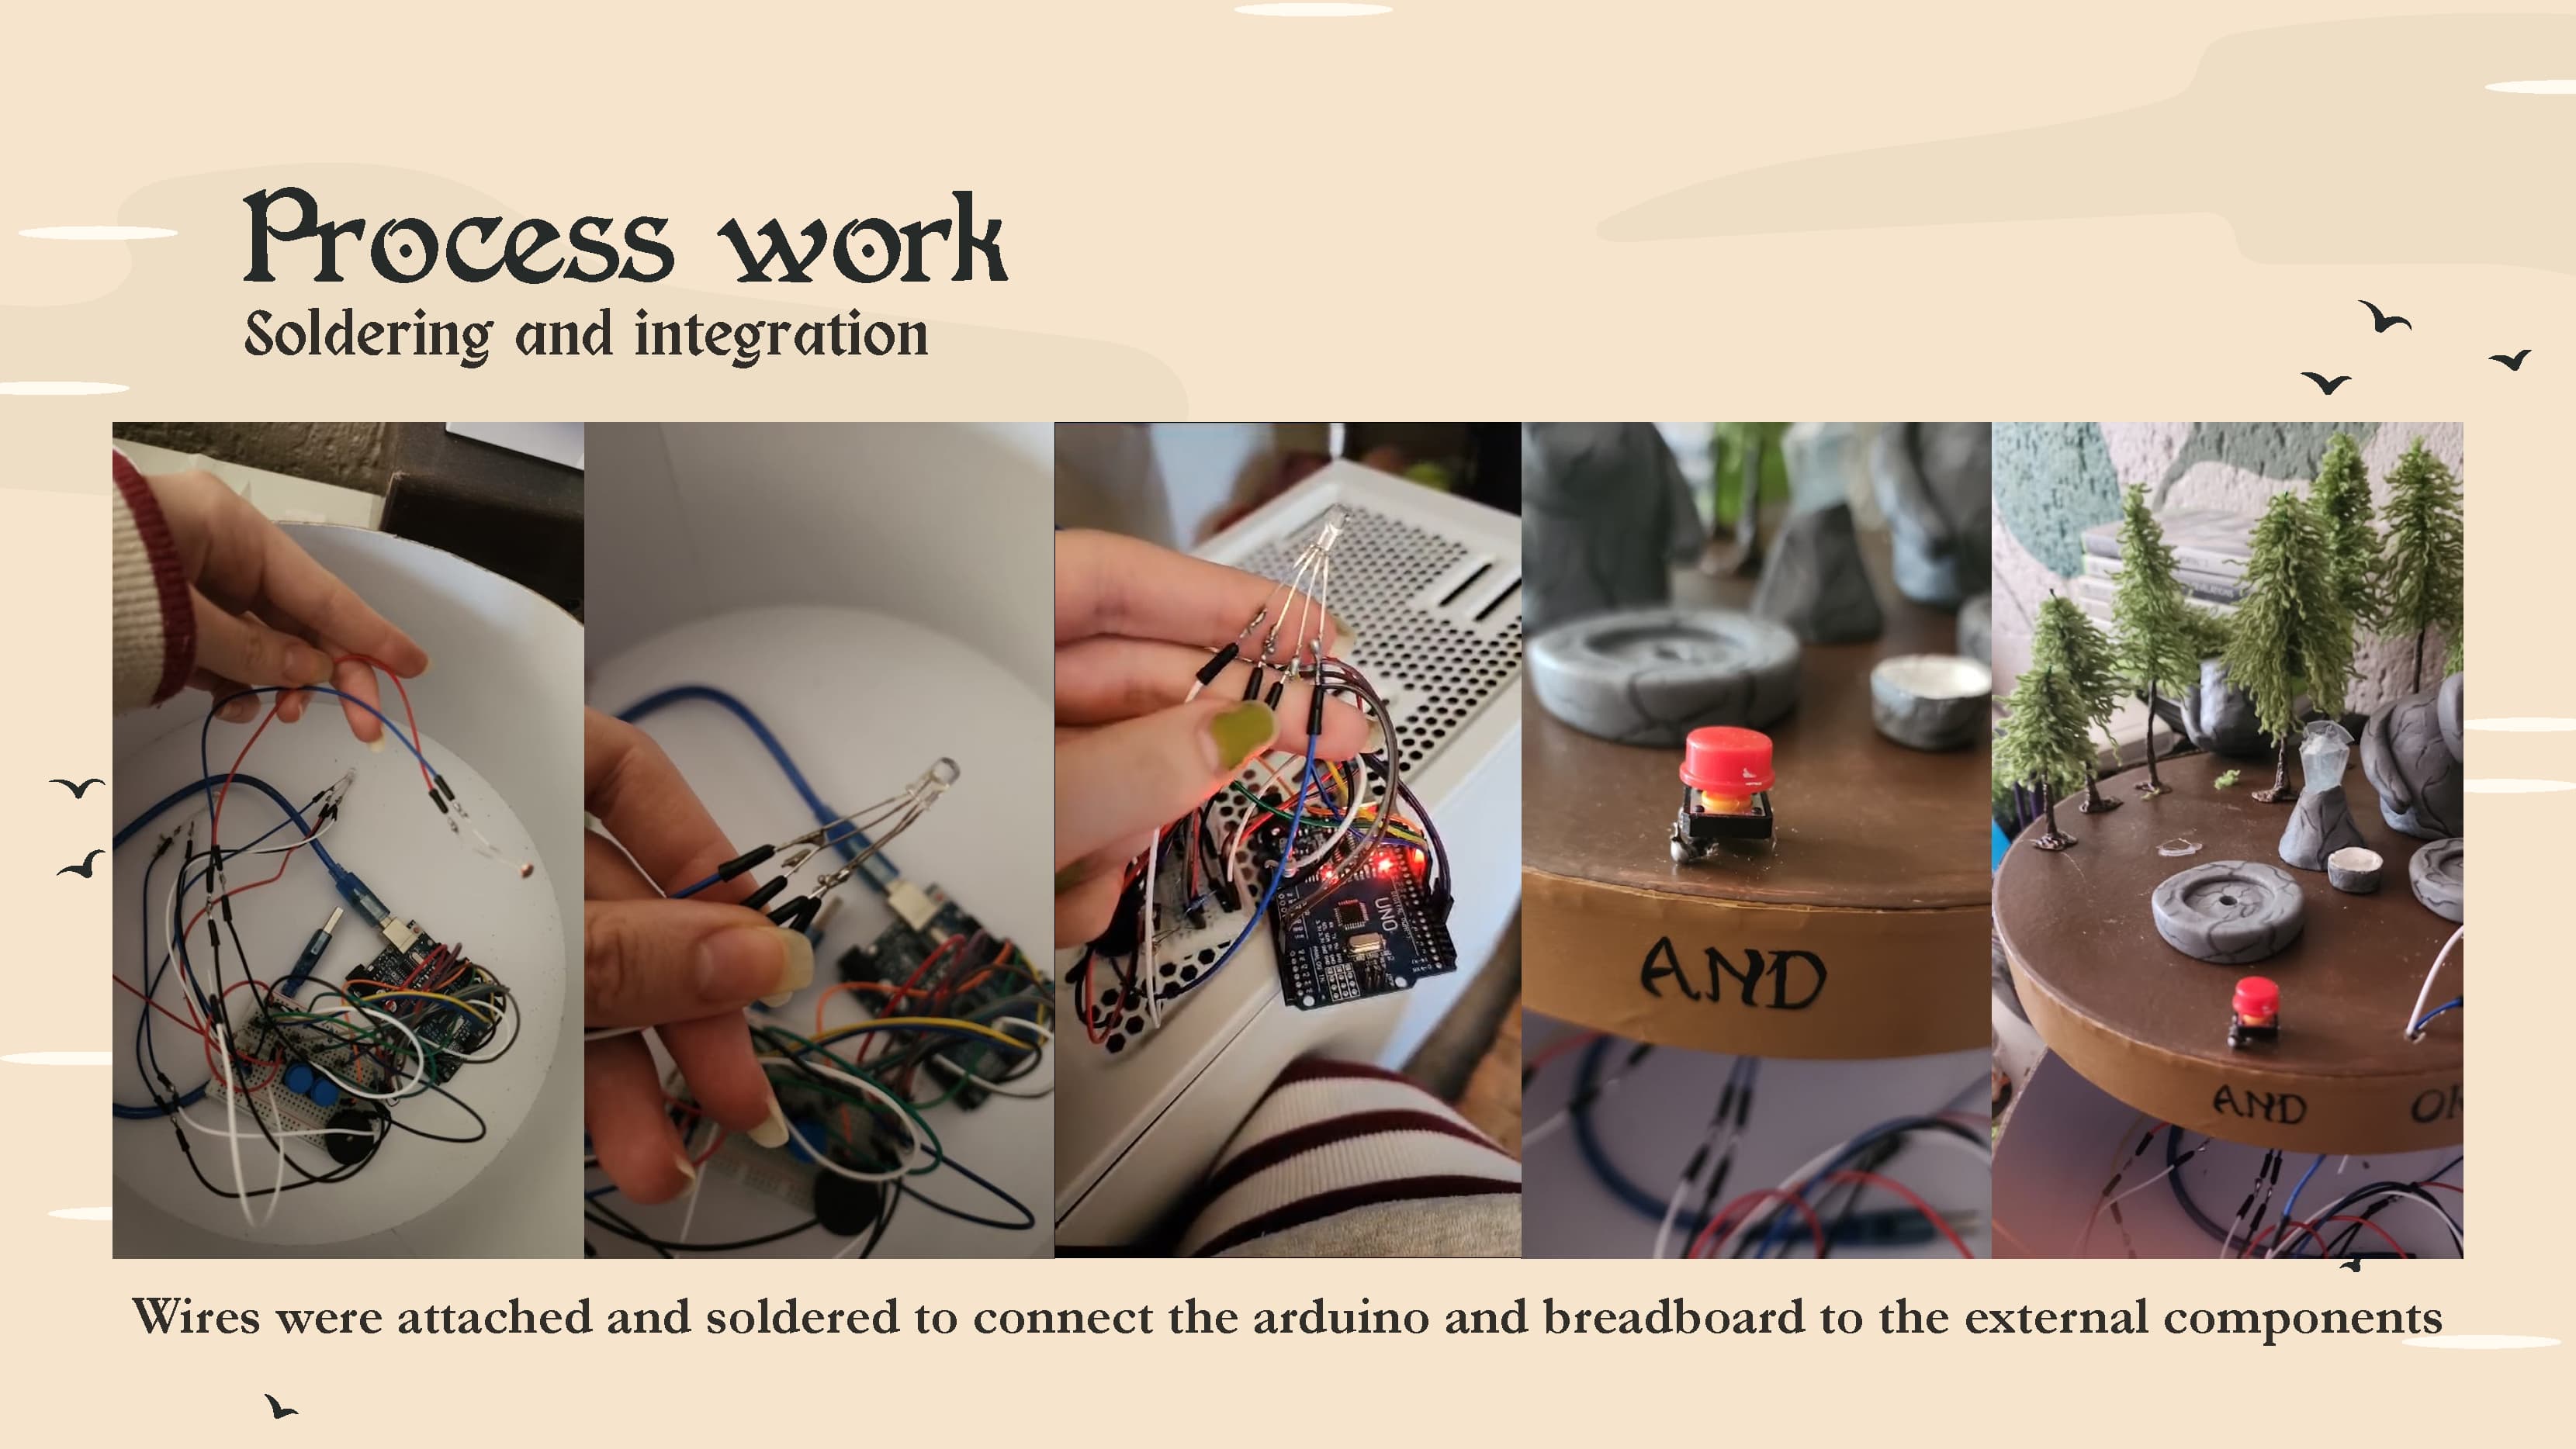 Process work
Soldering and integration
UNO
AND
AND
Wires were attached and soldered to connect the arduino and breadboard to the external components